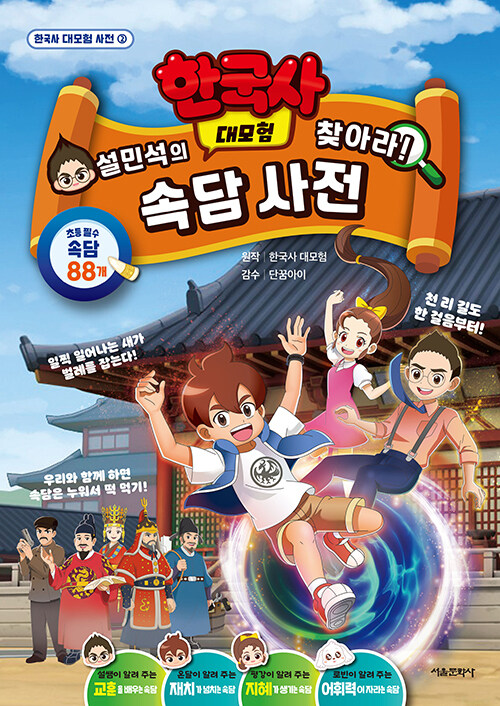 한국사 대모험 사전 ②
한국사
대모험
설민석의
찾아라!
속담 사전
초등 필수
속담
88개
원작 | 한국사 대모험
감수 | 단꿈아이
천 리 길도
한 걸음부터!
일찍 일어나는 새가
벌레를 잡는다!
우리와 함께 하면
속담은 누워서 떡 먹기!
설쌤이 알려 주는
교훈을 배우는 속담
온달이 알려 주는
재치가 넘치는 속담
평강이 알려 주는
지혜가 생기는 속담
로빈이 알려 주는
어휘력이 자라는 속담
서울문화사